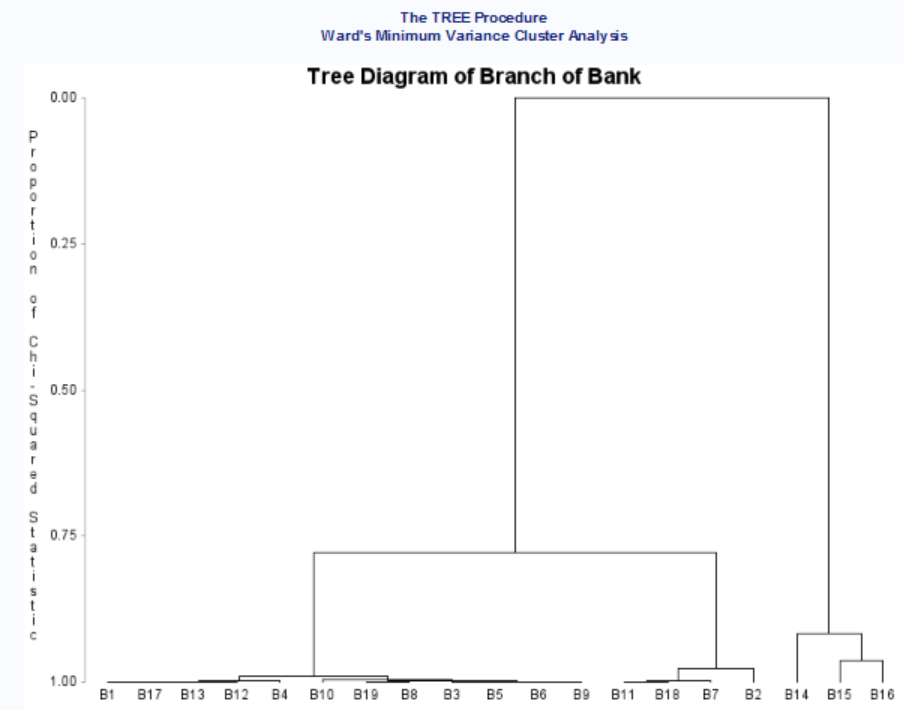 The TREE Procedure
Ward's Minimum Variance Cluster Analysis
Tree Diagram of Branch of Bank
Proportion of Chi-Squared Statistic
0.00
0.25
0.50
0.75
1.00
B1 B17 B13 B12 B4 B10 B19 B8 B3 B5 B6 B9 B11 B18 B7 B2 B14 B15 B16